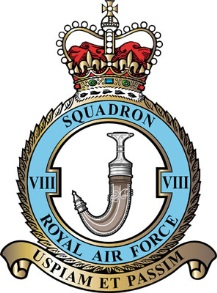 SQUADRON
VIII VIII
ROYAL AIR FORCE
USPIAM ET PASSIM